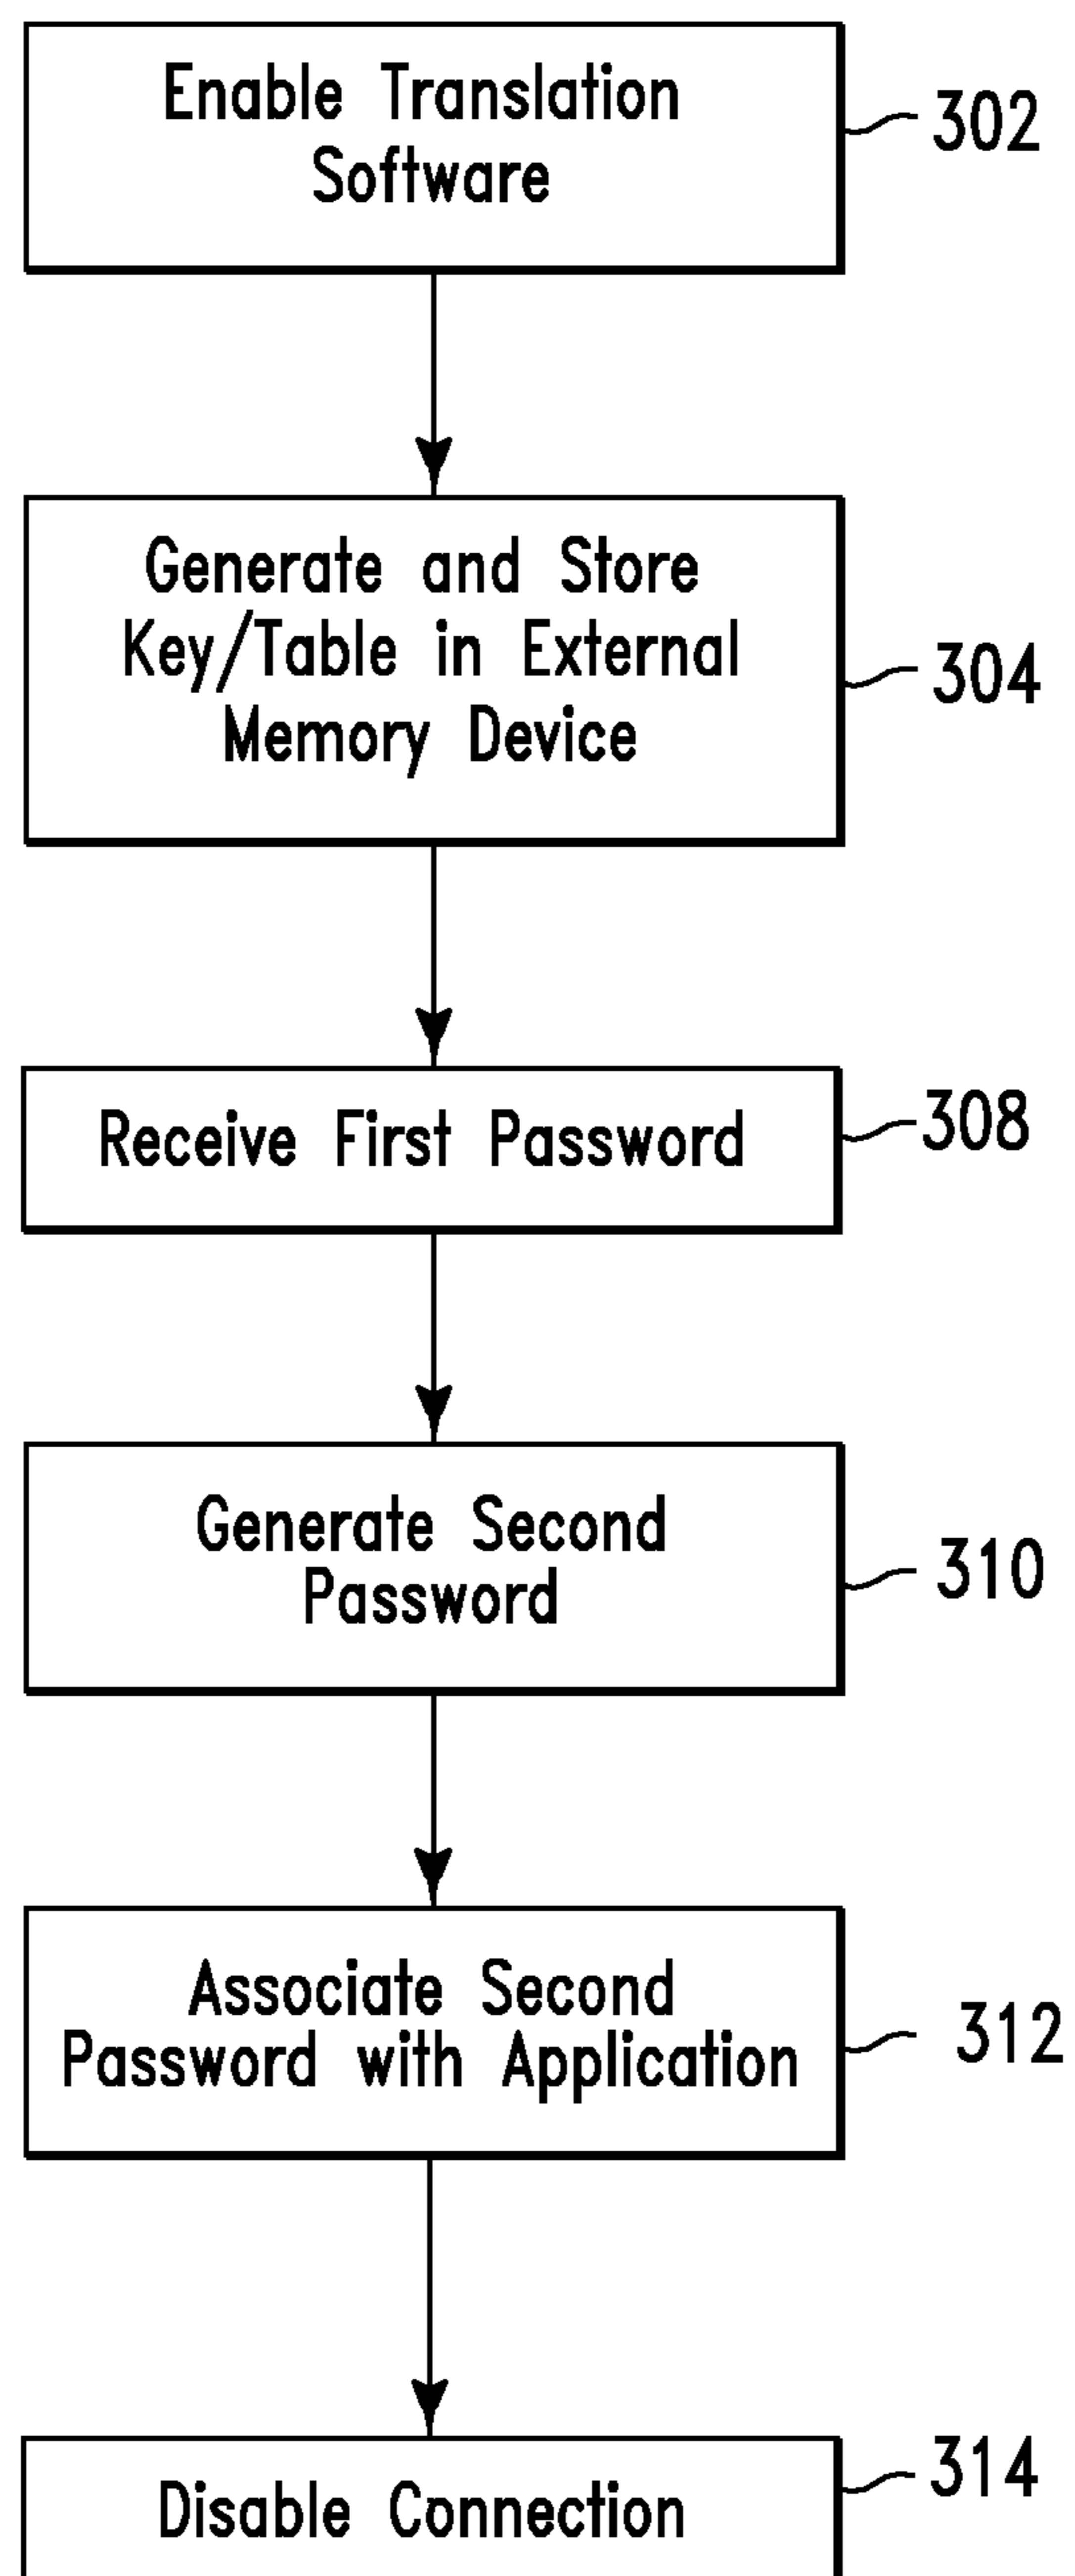 Enable Translation
Software
302
Generate and Store
Key/Table in External
Memory Device
304
Receive First Password
308
Generate Second
Password
310
Associate Second
Password with Application
312
Disable Connection
314